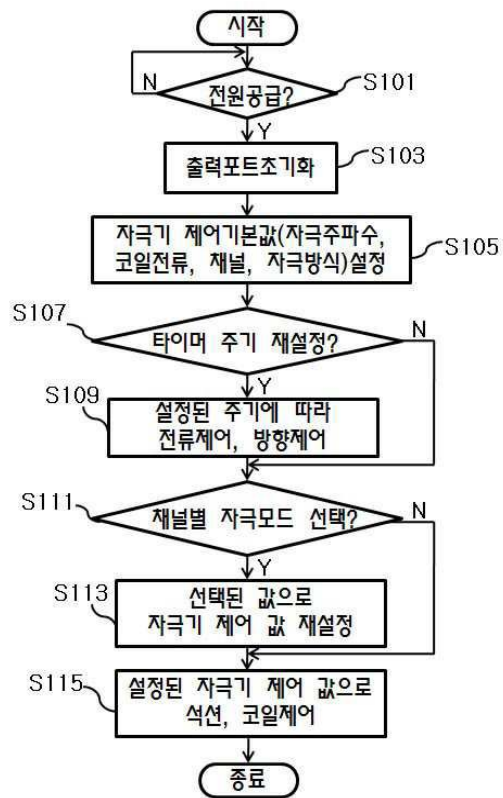 시작
N
전원공급?
S101
Y
출력포트초기화
S103
자극기 제어기본값(자극주파수,
코일전류, 채널, 자극방식)설정
S105
S107
타이머 주기 재설정?
N
Y
S109
설정된 주기에 따라
전류제어, 방향제어
S111
채널별 자극모드 선택?
N
Y
S113
선택된 값으로
자극기 제어 값 재설정
S115
설정된 자극기 제어 값으로
석션, 코일제어
종료